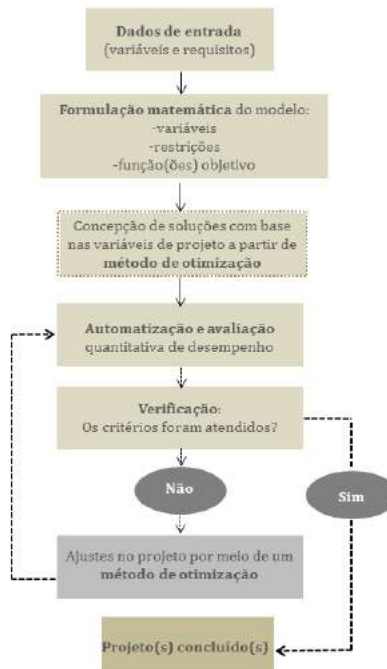 Dados de entrada
(variáveis e requisitos)
Formulação matemática do modelo:
-variáveis
-restrições
-função(ões) objetivo
Concepção de soluções com base
nas variáveis de projeto a partir de
método de otimização
Automatização e avaliação
quantitativa de desempenho
Verificação:
Os critérios foram atendidos?
Não
Sim
Ajustes no projeto por meio de um
método de otimização
Projeto(s) concluído(s)